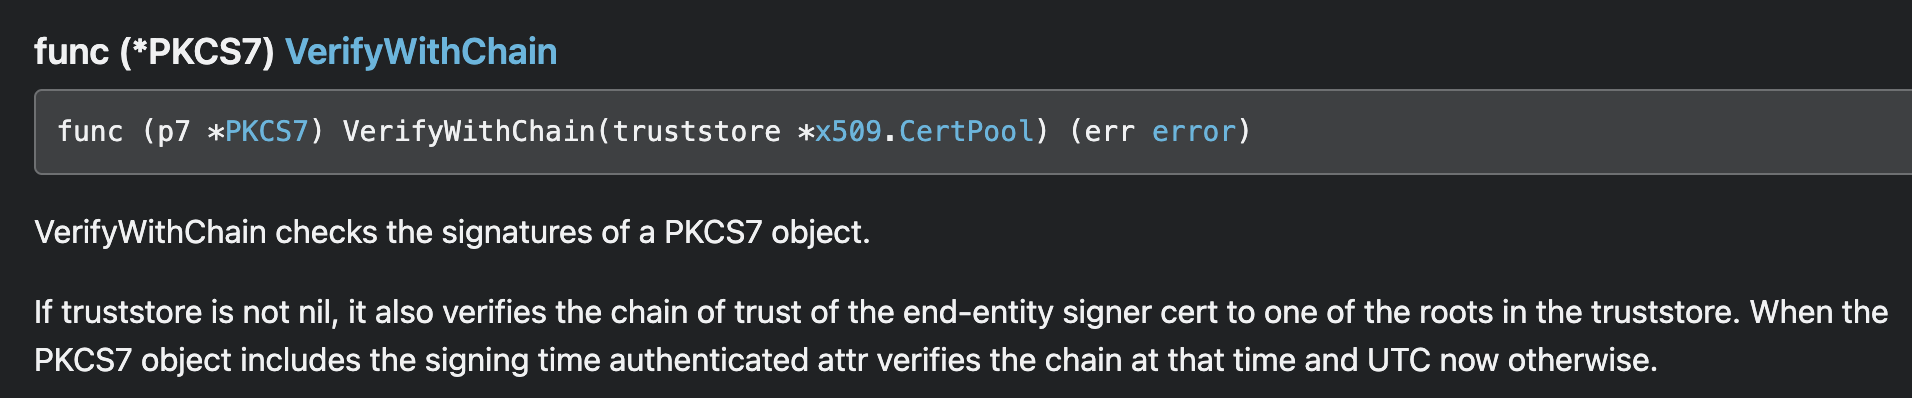 func (*PKCS7) VerifyWithChain
func (p7 *PKCS7) VerifyWithChain(truststore *x509.CertPool) (err error)
VerifyWithChain checks the signatures of a PKCS7 object.
If truststore is not nil, it also verifies the chain of trust of the end-entity signer cert to one of the roots in the truststore. When the
PKCS7 object includes the signing time authenticated attr verifies the chain at that time and UTC now otherwise.